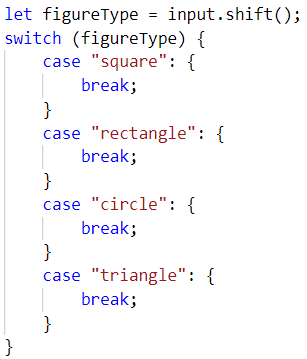 let figureType = input.shift();
switch (figureType) {
    case "square": {
        break;
    }
    case "rectangle": {
        break;
    }
    case "circle": {
        break;
    }
    case "triangle": {
        break;
    }
}